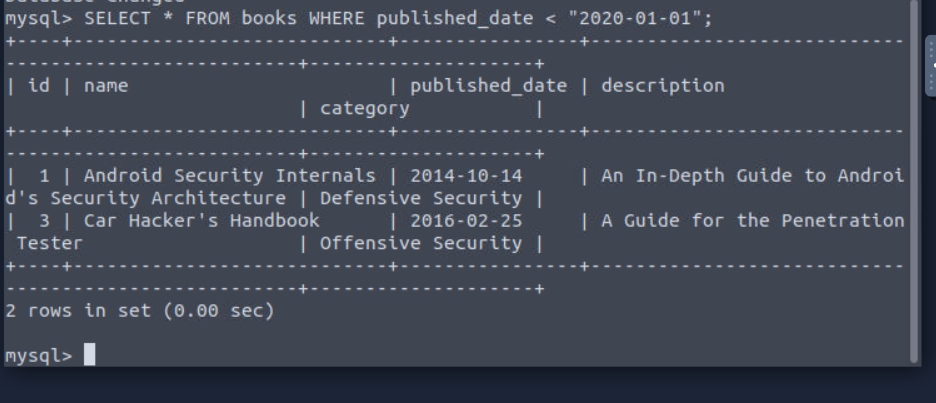 mysql> SELECT * FROM books WHERE published_date < "2020-01-01";
+----+-----------------------------+----------------+----------------------------
--------------------------+--------------------+
| id | name                        | published_date | description
                          | category           |
+----+-----------------------------+----------------+----------------------------
--------------------------+--------------------+
|  1 | Android Security Internals | 2014-10-14     | An In-Depth Guide to Androi
d's Security Architecture | Defensive Security |
|  3 | Car Hacker's Handbook      | 2016-02-25     | A Guide for the Penetration
 Tester                   | Offensive Security |
+----+-----------------------------+----------------+----------------------------
--------------------------+--------------------+
2 rows in set (0.00 sec)
mysql>